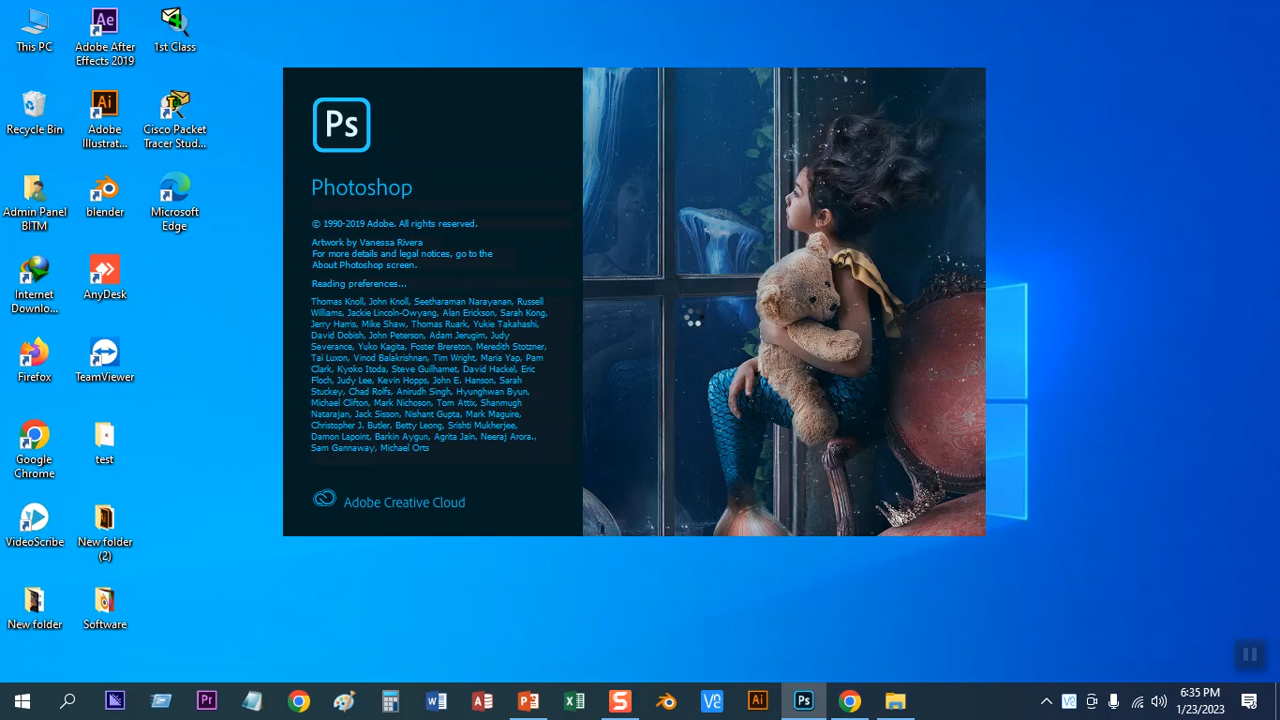 This PC
Adobe After
Effects 2019
1st Class
Recycle Bin
Adobe
Illustrat...
Cisco Packet
Tracer Stud...
Admin Panel
BITM
blender
Microsoft
Edge
Internet
Downlo...
AnyDesk
Firefox
TeamViewer
Google
Chrome
test
VideoScribe
New folder
(2)
New folder
Software
Ps
Photoshop
© 1990-2019 Adobe. All rights reserved.
Artwork by Vanessa Rivera
For more details and legal notices, go to the
About Photoshop screen.
Reading preferences...
Thomas Knoll, John Knoll, Seetharaman Narayanan, Russell
Williams, Jackie Lincoln-Owyang, Alan Erickson, Sarah Kong,
Jerry Harris, Mike Shaw, Thomas Ruark, Yukie Takahashi,
David Dobish, John Peterson, Adam Jerugim, Judy
Severance, Yuko Kagita, Foster Brereton, Meredith Stotzner,
Tai Luxon, Vinod Balakrishnan, Tim Wright, Maria Yap, Pam
Clark, Kyoko Itoda, Steve Guilhamet, David Hackel, Eric
Floch, Judy Lee, Kevin Hopps, John E. Hanson, Sarah
Stuckey, Chad Rolfs, Anirudh Singh, Hyunghwan Byun,
Michael Clifton, Mark Nichoson, Tom Attix, Shanmugh
Natarajan, Jack Sisson, Nishant Gupta, Mark Maguire,
Christopher J. Butler, Betty Leong, Srishti Mukherjee,
Damon Lapoint, Barkin Aygun, Agrita Jain, Neeraj Arora.,
Sam Gannaway, Michael Orts
Adobe Creative Cloud
6:35 PM
1/23/2023